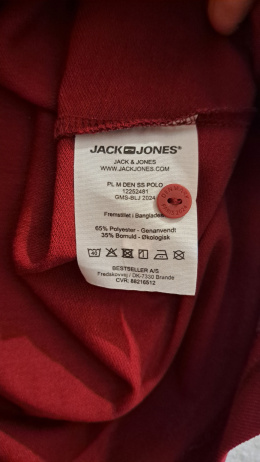 JACK JONES®
JACK & JONES
WWW.JACKJONES.COM
PL M DEN SS POLO
12252481
GMS-BLJ 2024
Fremstillet i Bangladesh
65% Polyester - Genanvendt
35% Bomuld - Økologisk
40
BESTSELLER A/S
Fredskovvej / DK-7330 Brande
CVR: 88216512